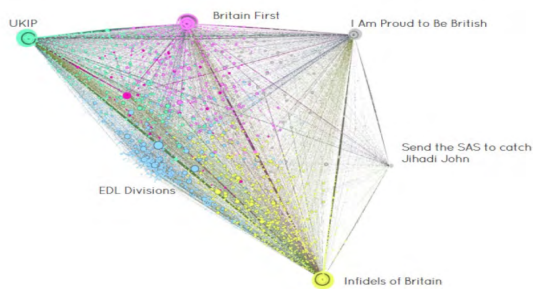 Britain First
UKIP
I Am Proud to Be British
Send the SAS to catch
Jihadi John
EDL Divisions
Infidels of Britain